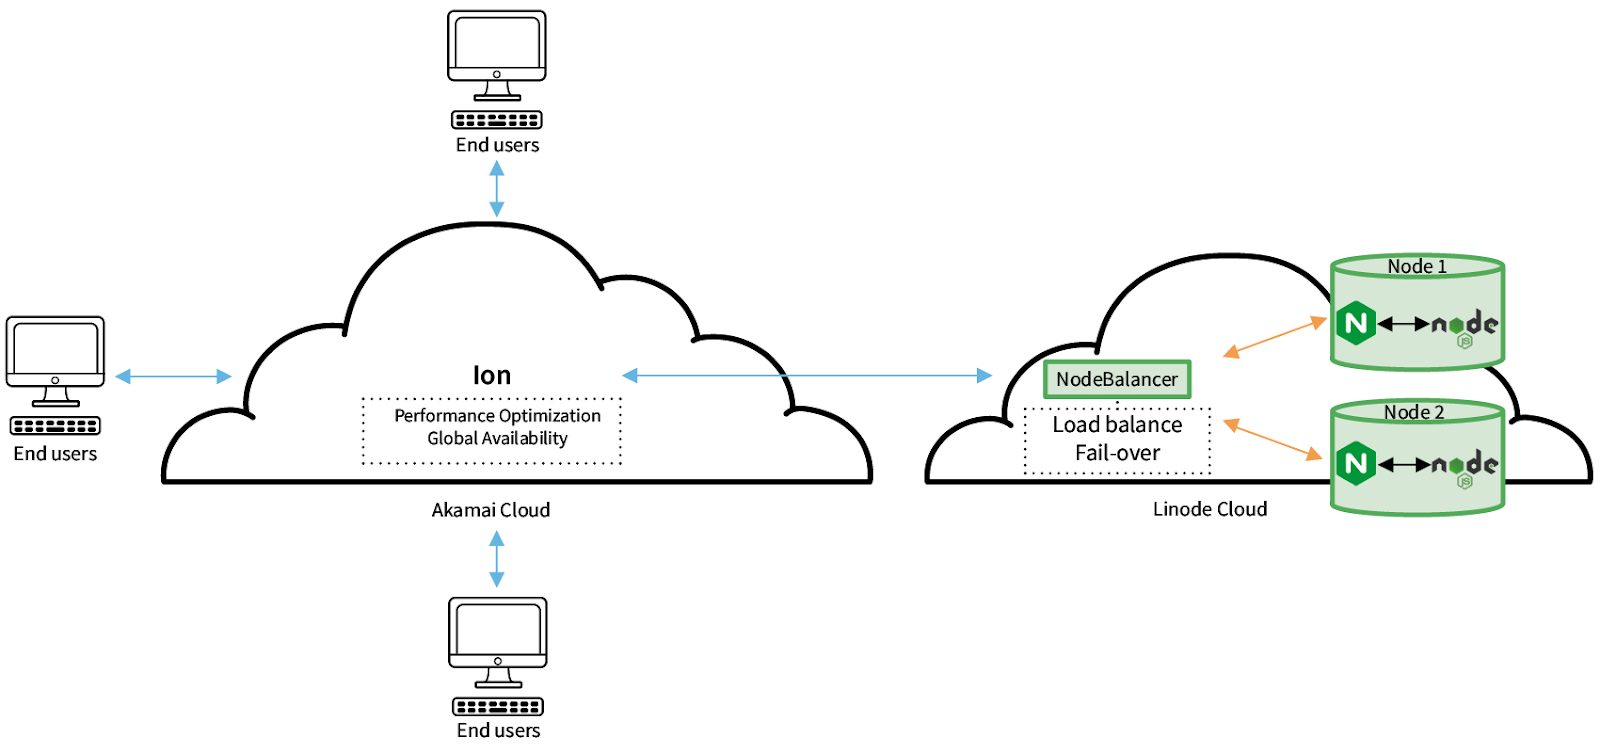 End users
End users
Ion
Performance Optimization
Global Availability
Akamai Cloud
End users
NodeBalancer
Load balance
Fail-over
Node 1
N
node
JS
Node 2
N
node
JS
Linode Cloud